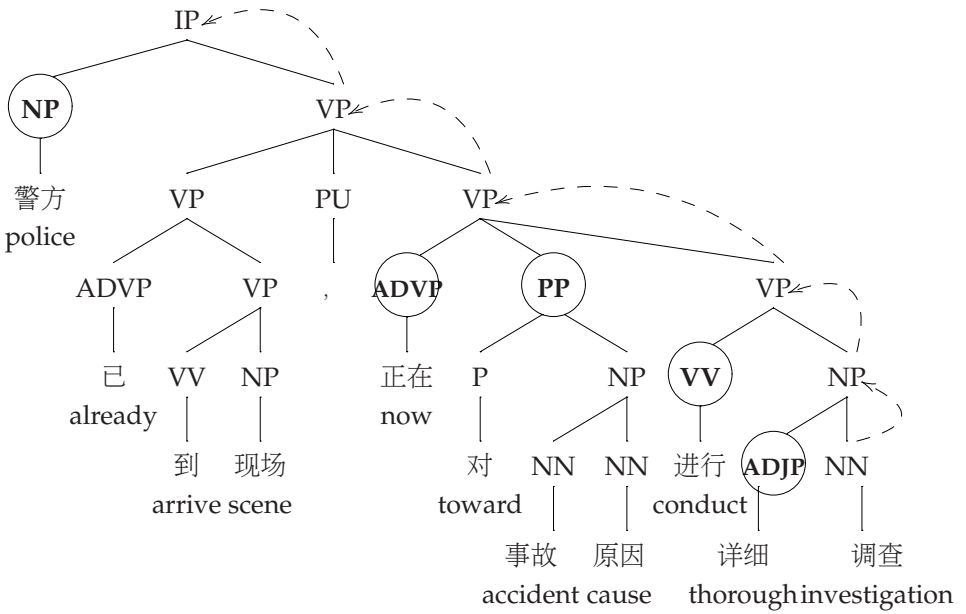 IP
NP VP
警方 VP PU VP
police
ADVP VP , ADVP PP VP
已 VV NP 正在 P NP VV NP
already now
到 现场 对 NN NN 进行 ADJP NN
arrive scene toward conduct
事故 原因 详细 调查
accident cause thorough investigation